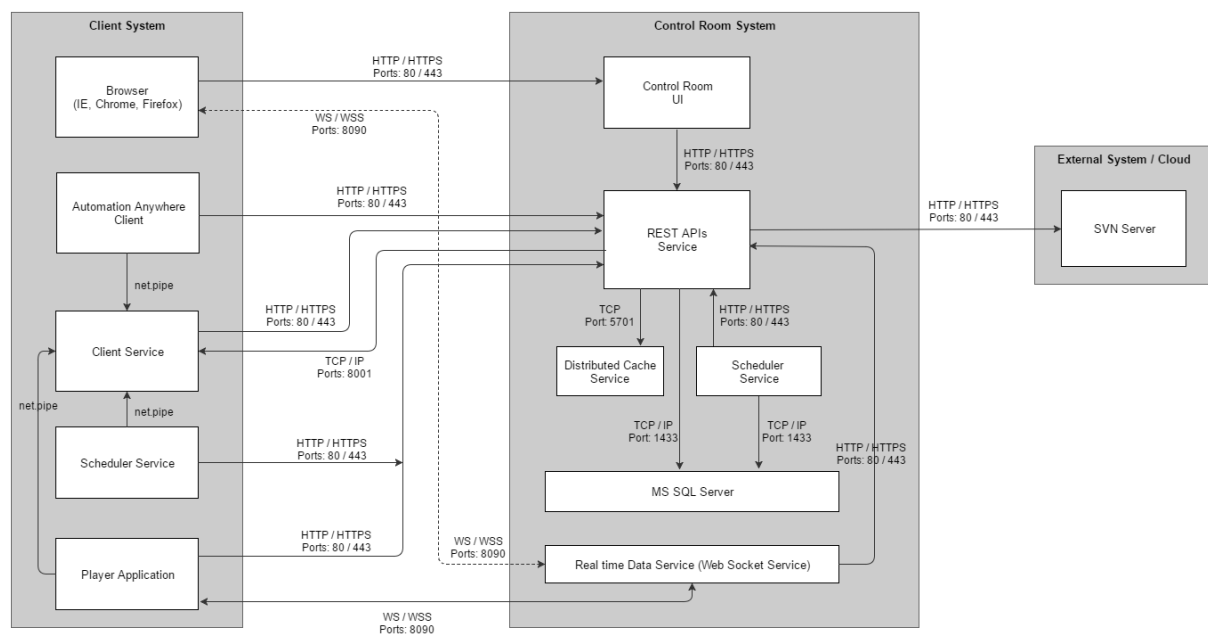 Client System
Control Room System
External System / Cloud
Browser
(IE, Chrome, Firefox)
HTTP / HTTPS
Ports: 80 / 443
WS / WSS
Ports: 8090
Control Room
UI
HTTP / HTTPS
Ports: 80 / 443
Automation Anywhere
Client
HTTP / HTTPS
Ports: 80 / 443
REST APIs
Service
HTTP / HTTPS
Ports: 80 / 443
SVN Server
net.pipe
Client Service
HTTP / HTTPS
Ports: 80 / 443
TCP / IP
Ports: 8001
TCP
Port: 5701
HTTP / HTTPS
Ports: 80 / 443
Distributed Cache
Service
Scheduler
Service
net.pipe
net.pipe
Scheduler Service
HTTP / HTTPS
Ports: 80 / 443
TCP / IP
Port: 1433
TCP / IP
Port: 1433
HTTP / HTTPS
Ports: 80 / 443
MS SQL Server
HTTP / HTTPS
Ports: 80 / 443
Player Application
WS / WSS
Ports: 8090
Real time Data Service (Web Socket Service)
WS / WSS
Ports: 8090